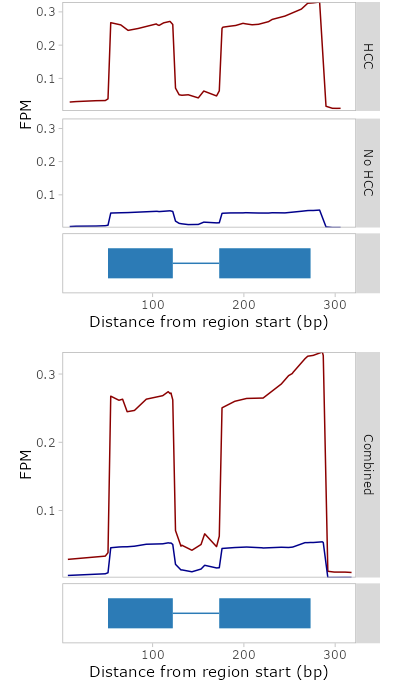 0.3
0.2
0.1
HCC
FPM
0.3
0.2
0.1
No HCC
100
200
300
Distance from region start (bp)
0.3
0.2
0.1
FPM
Combined
100
200
300
Distance from region start (bp)